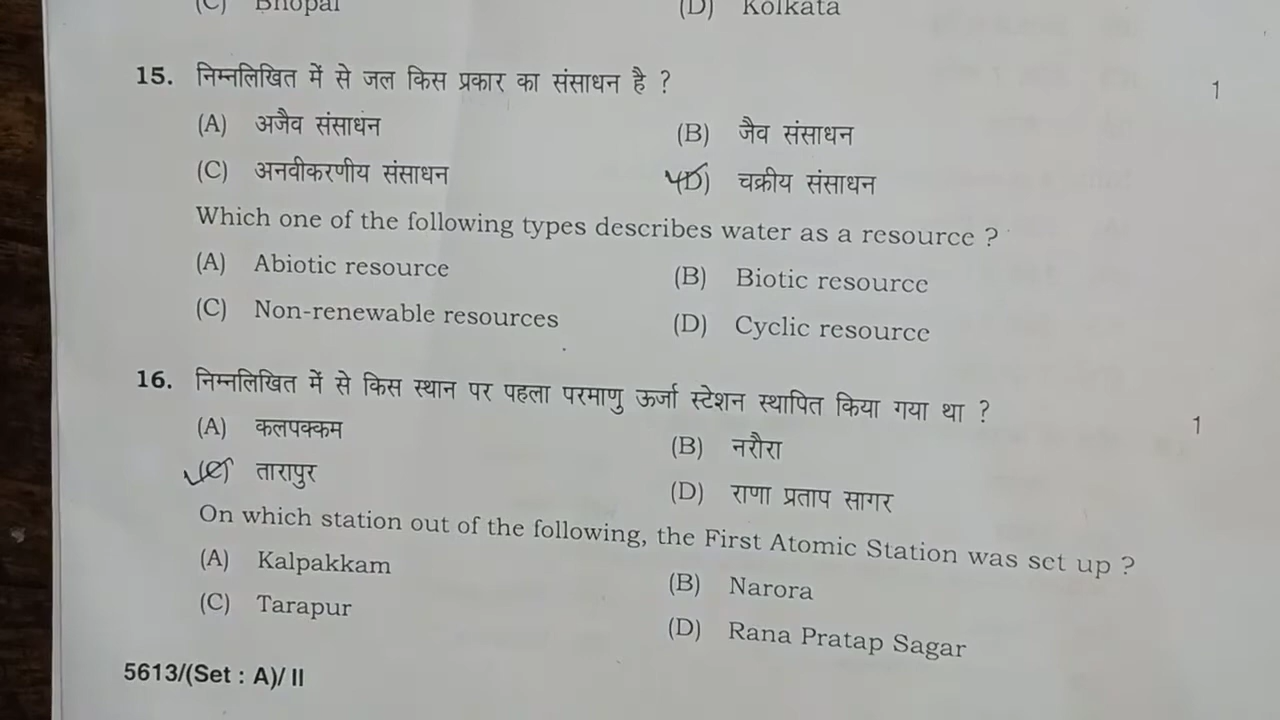 (C) Bhopal (D) Kolkata
15. निम्नलिखित में से जल किस प्रकार का संसाधन है ? 1
(A) अजैव संसाधन (B) जैव संसाधन
(C) अनवीकरणीय संसाधन (D) चक्रीय संसाधन
Which one of the following types describes water as a resource ?
(A) Abiotic resource (B) Biotic resource
(C) Non-renewable resources (D) Cyclic resource
16. निम्नलिखित में से किस स्थान पर पहला परमाणु ऊर्जा स्टेशन स्थापित किया गया था ? 1
(A) कलपक्कम (B) नरौरा
(C) तारापुर (D) राणा प्रताप सागर
On which station out of the following, the First Atomic Station was set up ?
(A) Kalpakkam (B) Narora
(C) Tarapur (D) Rana Pratap Sagar
5613/(Set : A)/ II